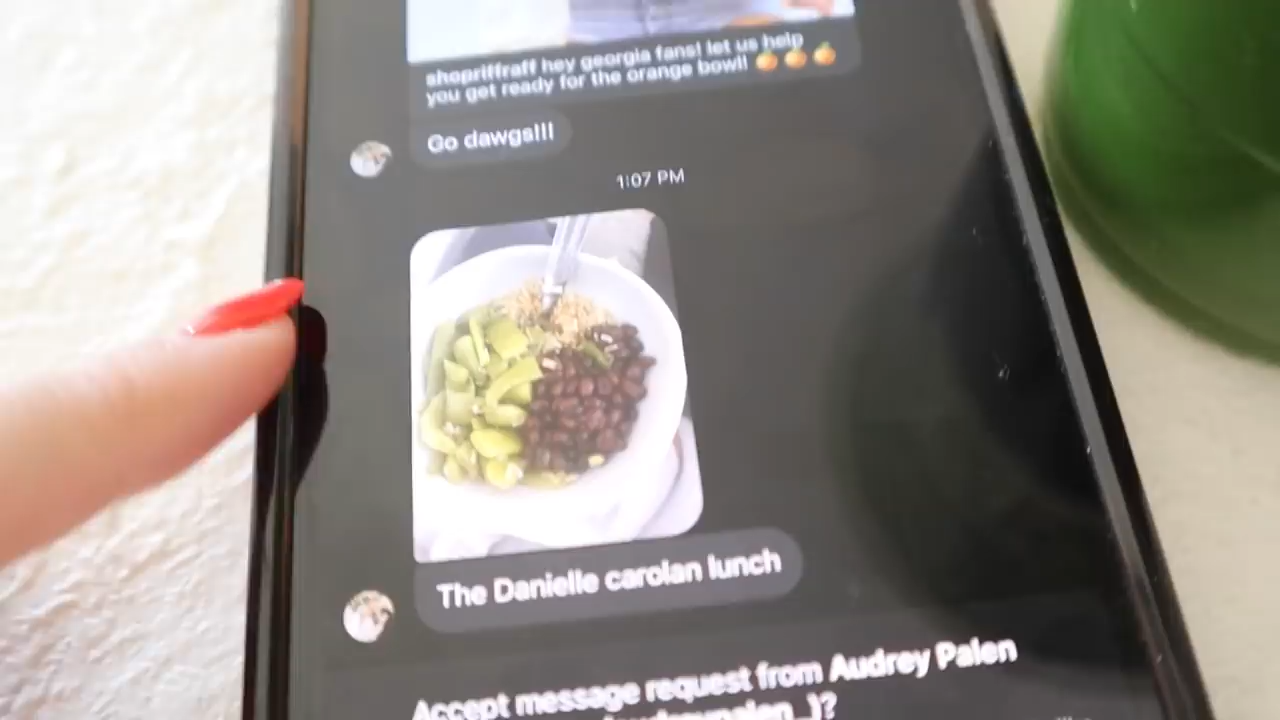 shopriffraff hey georgia fans! let us help
you get ready for the orange bowl! 🍊🍊🍊
Go dawgs!!!
1:07 PM
The Danielle carolan lunch
Accept message request from Audrey Palen